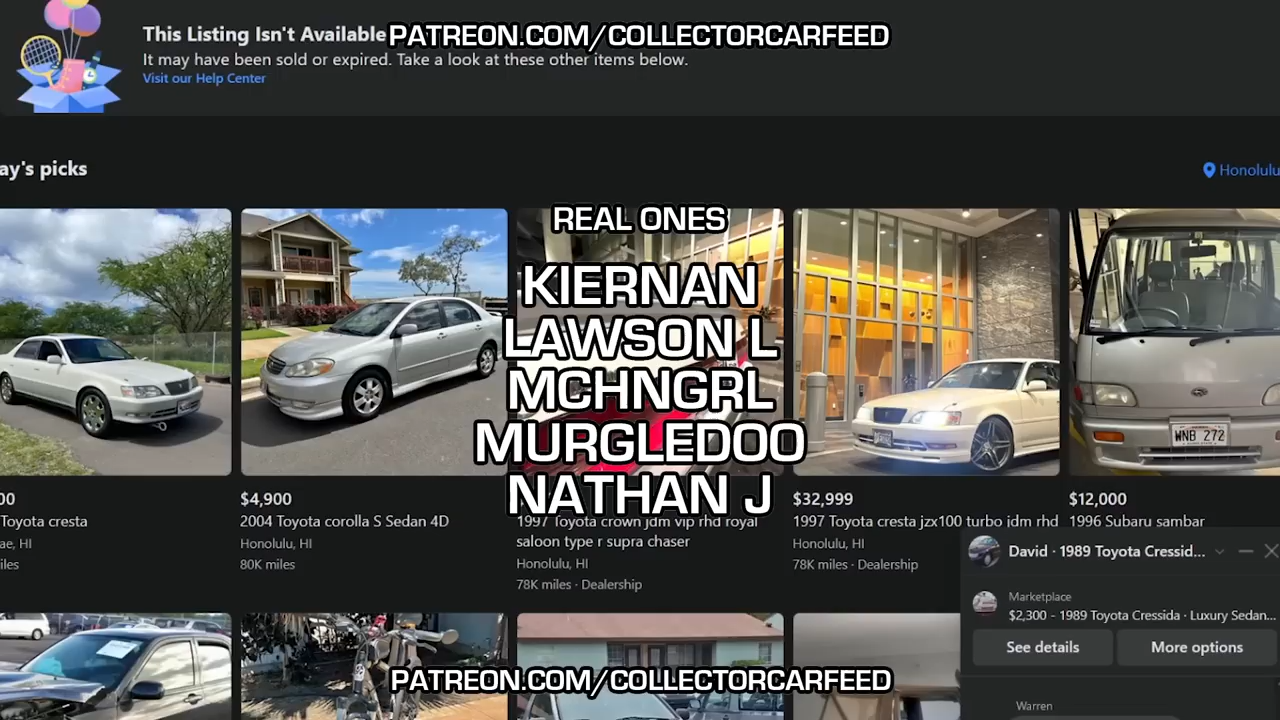 This Listing Isn't Available
PATREON.COM/COLLECTORCARFEED
It may have been sold or expired. Take a look at these other items below.
Visit our Help Center
ay's picks
Honolulu
REAL ONES
KIERNAN
LAWSON L
MCHNGRL
MURGLEDOO
NATHAN J
WNB 272
00
Toyota cresta
ae, HI
iles
$4,900
2004 Toyota corolla S Sedan 4D
Honolulu, HI
80K miles
1997 Toyota crown jdm vip rhd royal
saloon type r supra chaser
Honolulu, HI
78K miles · Dealership
$32,999
1997 Toyota cresta jzx100 turbo jdm rhd
Honolulu, HI
78K miles · Dealership
$12,000
1996 Subaru sambar
David · 1989 Toyota Cressid...
Marketplace
$2,300 - 1989 Toyota Cressida · Luxury Sedan...
See details
More options
Warren
PATREON.COM/COLLECTORCARFEED